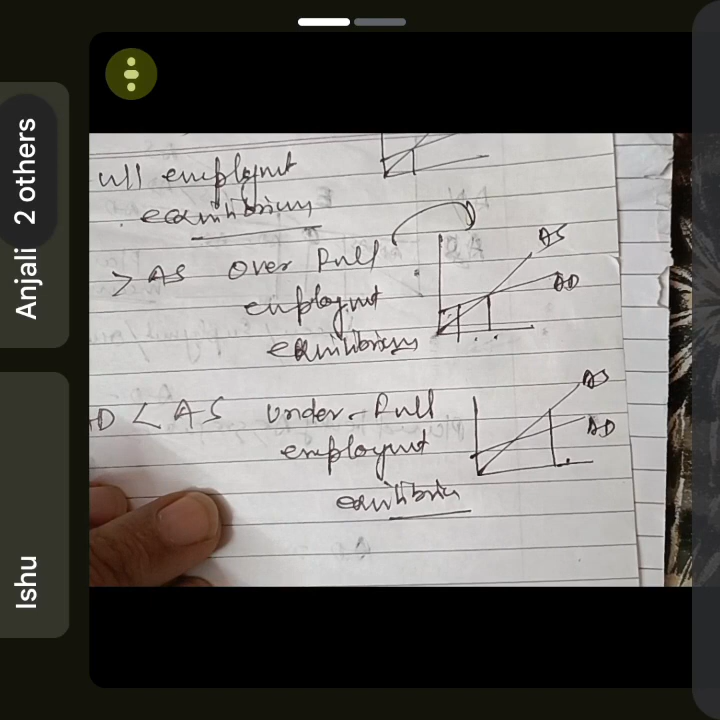 ull employmt
equilibrium
> AS over full
employmt
equilibrium
AS
AD
D < AS under-full
employmt
equilibriu
AS
AD
Anjali 2 others
Ishu